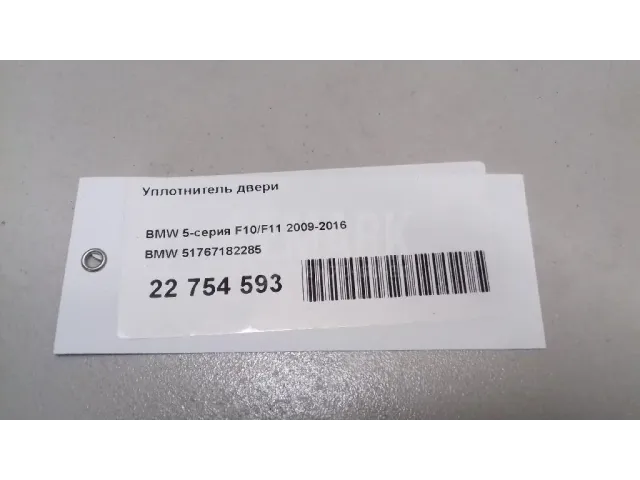 Уплотнитель двери
BMW 5-серия F10/F11 2009-2016
BMW 51767182285
22 754 593